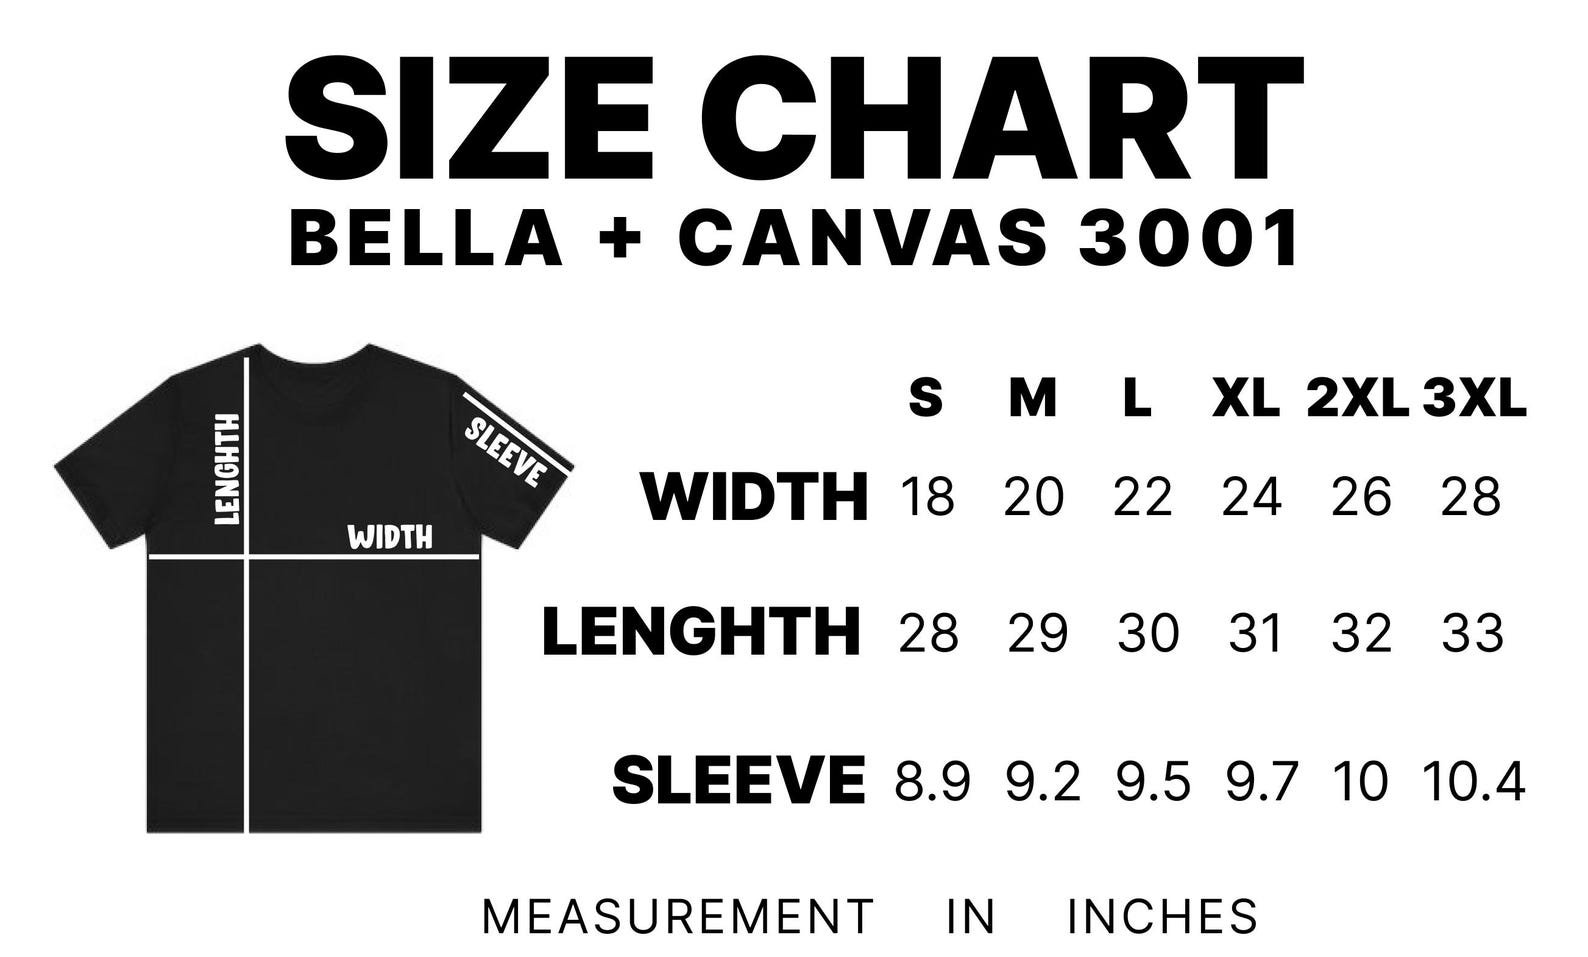 SIZE CHART
BELLA + CANVAS 3001
LENGHTH
SLEEVE
WIDTH
S M L XL 2XL 3XL
WIDTH 18 20 22 24 26 28
LENGHTH 28 29 30 31 32 33
SLEEVE 8.9 9.2 9.5 9.7 10 10.4
MEASUREMENT IN INCHES